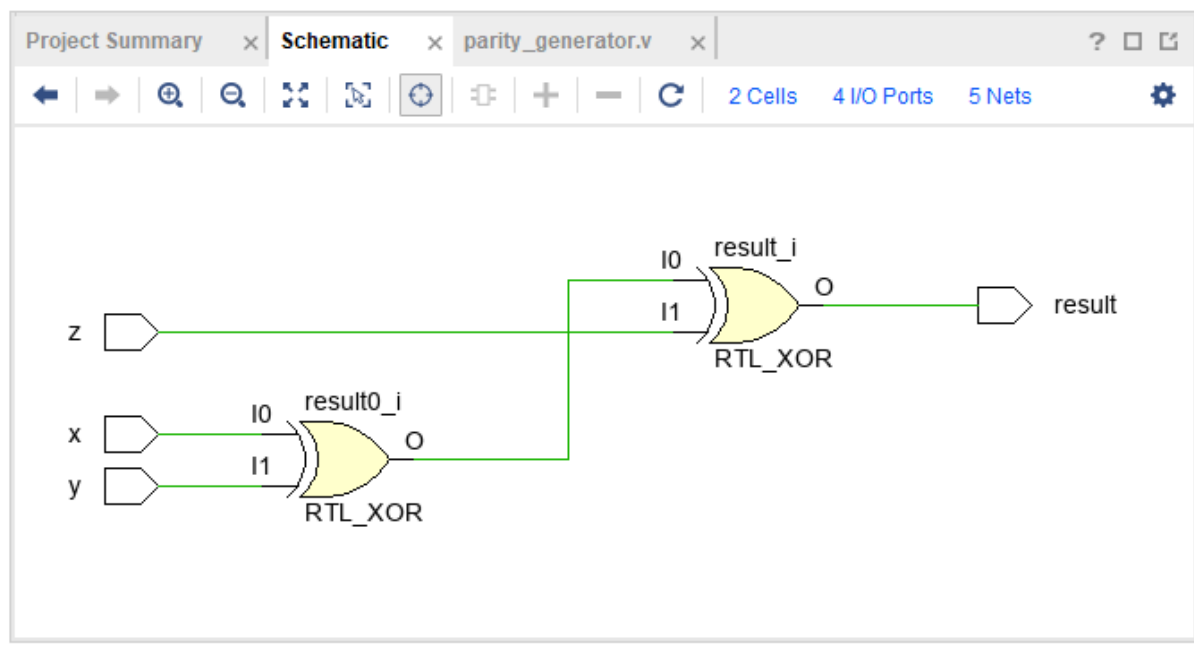 Project Summary × Schematic × parity_generator.v × ?
2 Cells 4 I/O Ports 5 Nets
result_i
I0
O
I1
result
z
RTL_XOR
result0_i
I0
x
O
I1
y
RTL_XOR